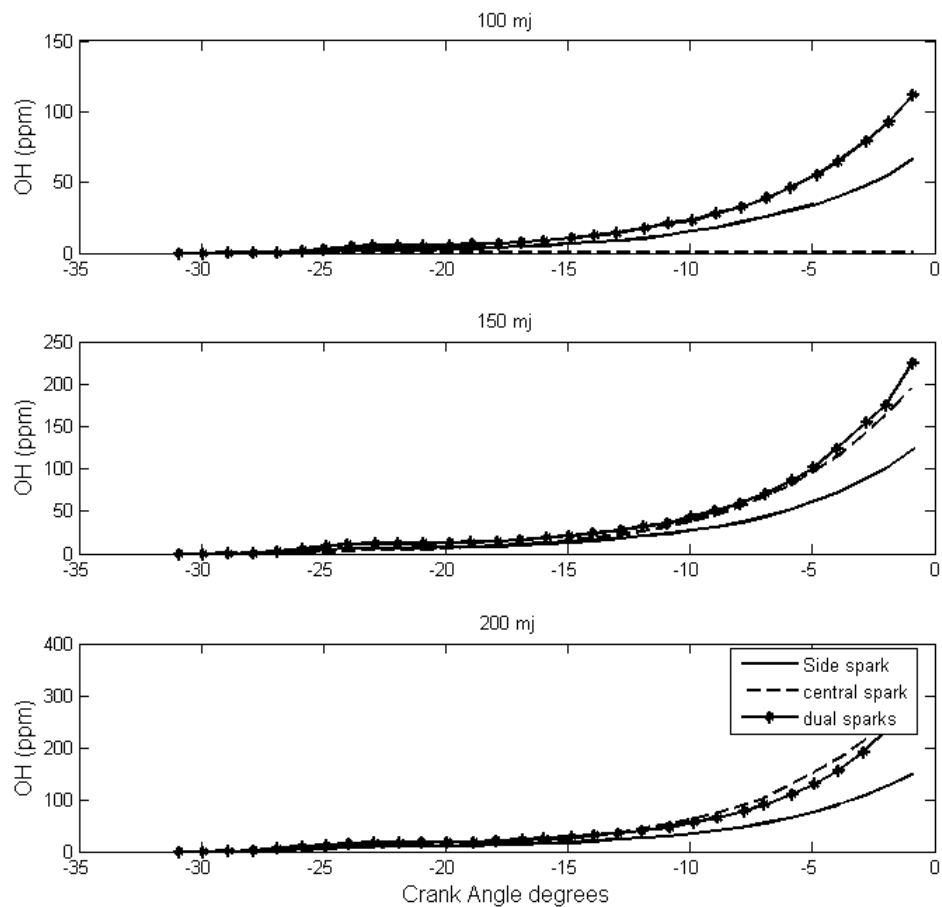 100 mj
150
100
50
0
OH (ppm)
-35 -30 -25 -20 -15 -10 -5 0
150 mj
250
200
150
100
50
0
OH (ppm)
-35 -30 -25 -20 -15 -10 -5 0
200 mj
400
300
200
100
0
OH (ppm)
Side spark
central spark
dual sparks
-35 -30 -25 -20 -15 -10 -5 0
Crank Angle degrees